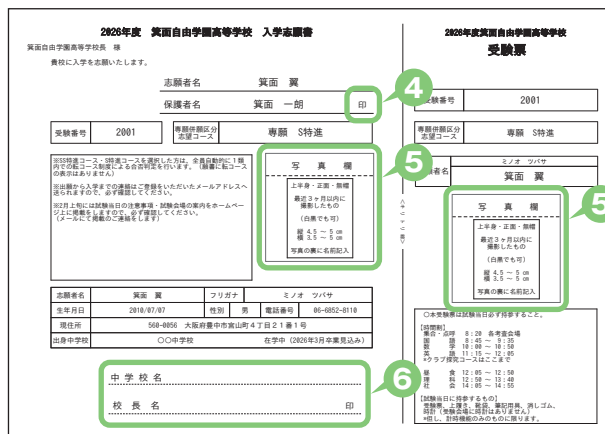 2026年度 箕面自由学園高等学校 入学志願書
箕面自由学園高等学校長 様
貴校に入学を志願いたします。
志願者名 箕面 翼
保護者名 箕面 一朗 印
4
受験番号 2001
専願併願区分
志望コース
専願 S特進
※SS特進コース・S特進コースを選択した方は、全員自動的に1類
内での転コース制度による合否判定を行います。（願書に転コース
の表示はありません）
※出願から入学までの連絡はご登録をいただいたメールアドレスへ
送られますので、必ず確認してください。
※2月上旬には試験当日の注意事項・試験会場の案内をホームペー
ジ上に掲載をしますので、必ず確認してください。
（メールにて掲載のご連絡をします）
5
写 真 欄
上半身・正面・無帽
最近３ヶ月以内に
撮影したもの
（白黒でも可）
縦 4.5 ～ 5 ㎝
横 3.5 ～ ㎝
写真の裏に名前記入
志願者名 箕面 翼 フリガナ ミノオ ツバサ
生年月日 2010/07/07 性別 男 電話番号 06-6852-8110
現住所 560-0056 大阪府豊中市宮山町４丁目２１番１号
出身中学校 ○○中学校 在学中（2026年3月卒業見込み）
中 学 校 名
校 長 名 印
6
2026年度箕面自由学園高等学校
受験票
受験番号 2001
専願併願区分
志望コース
専願 S特進
ミノオ ツバサ
者名 箕面 翼
5
写 真 欄
上半身・正面・無帽
最近３ヶ月以内に
撮影したもの
（白黒でも可）
縦 4.5 ～ 5 ㎝
横 3.5 ～ 5 ㎝
写真の裏に名前記入
○本受験票は試験当日必ず持参すること。
【時間割】
集合・点呼 8:20 各考査会場
国 語 8:45 ～ 9:35
数 学 10:00 ～ 10:50
英 語 11:15 ～ 12:05
*クラブ探究コースはここまで
昼 食 12:05 ～ 12:50
理 科 12:50 ～ 13:40
社 会 14:05 ～ 14:55
【試験当日に持参するもの】
受験票、上履き、靴袋、筆記用具、消しゴム、
時計（受験会場に時計はありません）
*但し、計時機能のみのものに限ります。